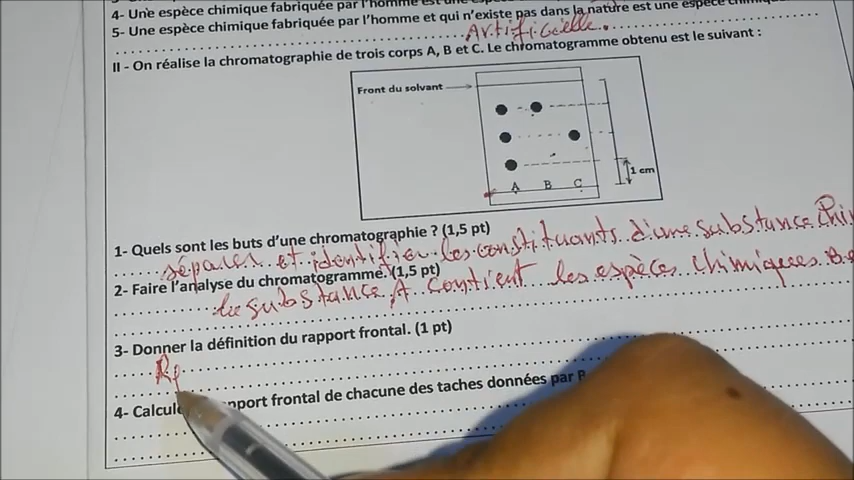 4- Une espèce chimique fabriquée par l'homme est une espèce
5- Une espèce chimique fabriquée par l'homme et qui n'existe pas dans la nature est une espèce chimique
Artificielle.
II - On réalise la chromatographie de trois corps A, B et C. Le chromatogramme obtenu est le suivant :
Front du solvant
1 cm
A B C
1- Quels sont les buts d'une chromatographie ? (1,5 pt)
séparer et identifier les constituants d'une substance chi
2- Faire l'analyse du chromatogramme. (1,5 pt)
la substance A contient les espèce chimiques B e
3- Donner la définition du rapport frontal. (1 pt)
Rf
4- Calcule rapport frontal de chacune des taches données par B